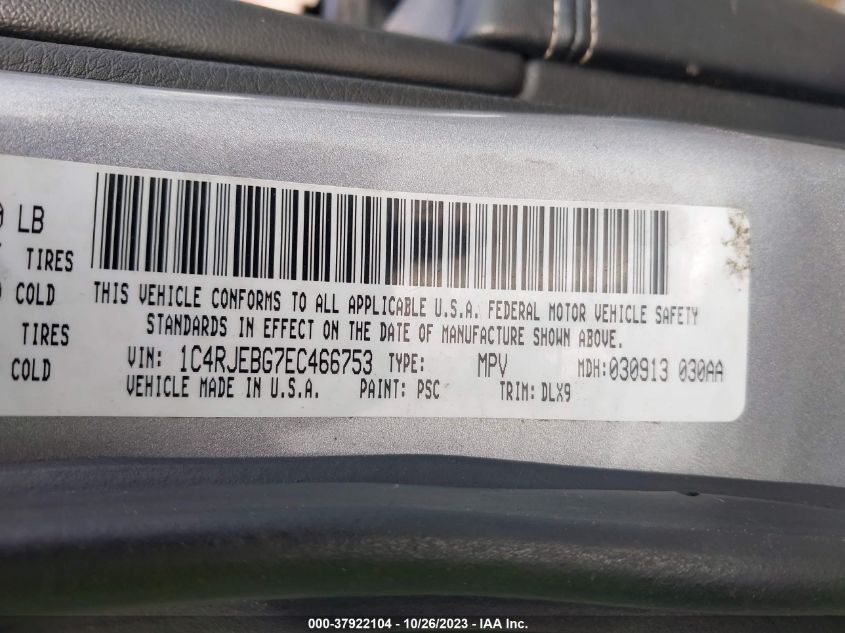 LB
TIRES
COLD
TIRES
COLD
THIS VEHICLE CONFORMS TO ALL APPLICABLE U.S.A. FEDERAL MOTOR VEHICLE SAFETY
STANDARDS IN EFFECT ON THE DATE OF MANUFACTURE SHOWN ABOVE.
VIN: 1C4RJEBG7EC466753 TYPE: MPV MDH: 030913 030AA
VEHICLE MADE IN U.S.A. PAINT: PSC TRIM: DLX9
000-37922104 - 10/26/2023 - IAA Inc.